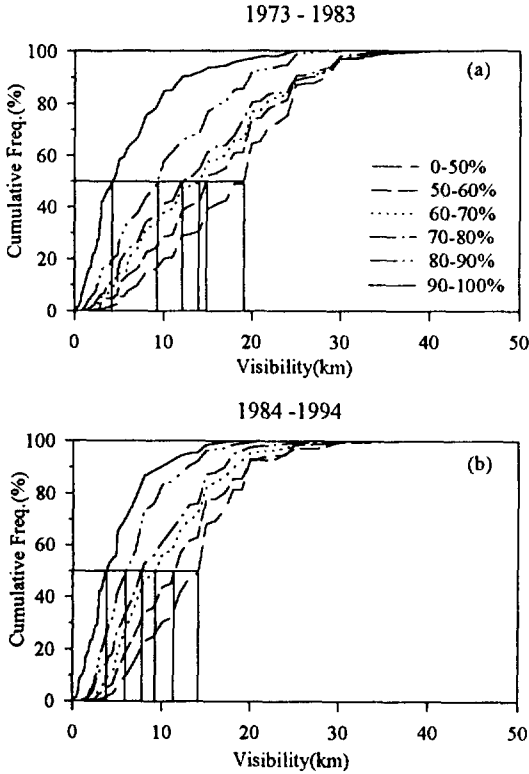 1973 - 1983
(a)
Cumulative Freq.(%)
100
80
60
40
20
0
0-50%
50-60%
60-70%
70-80%
80-90%
90-100%
0 10 20 30 40 50
Visibility(km)
1984 -1994
(b)
Cumulative Freq.(%)
100
80
60
40
20
0
0 10 20 30 40 50
Visibility(km)